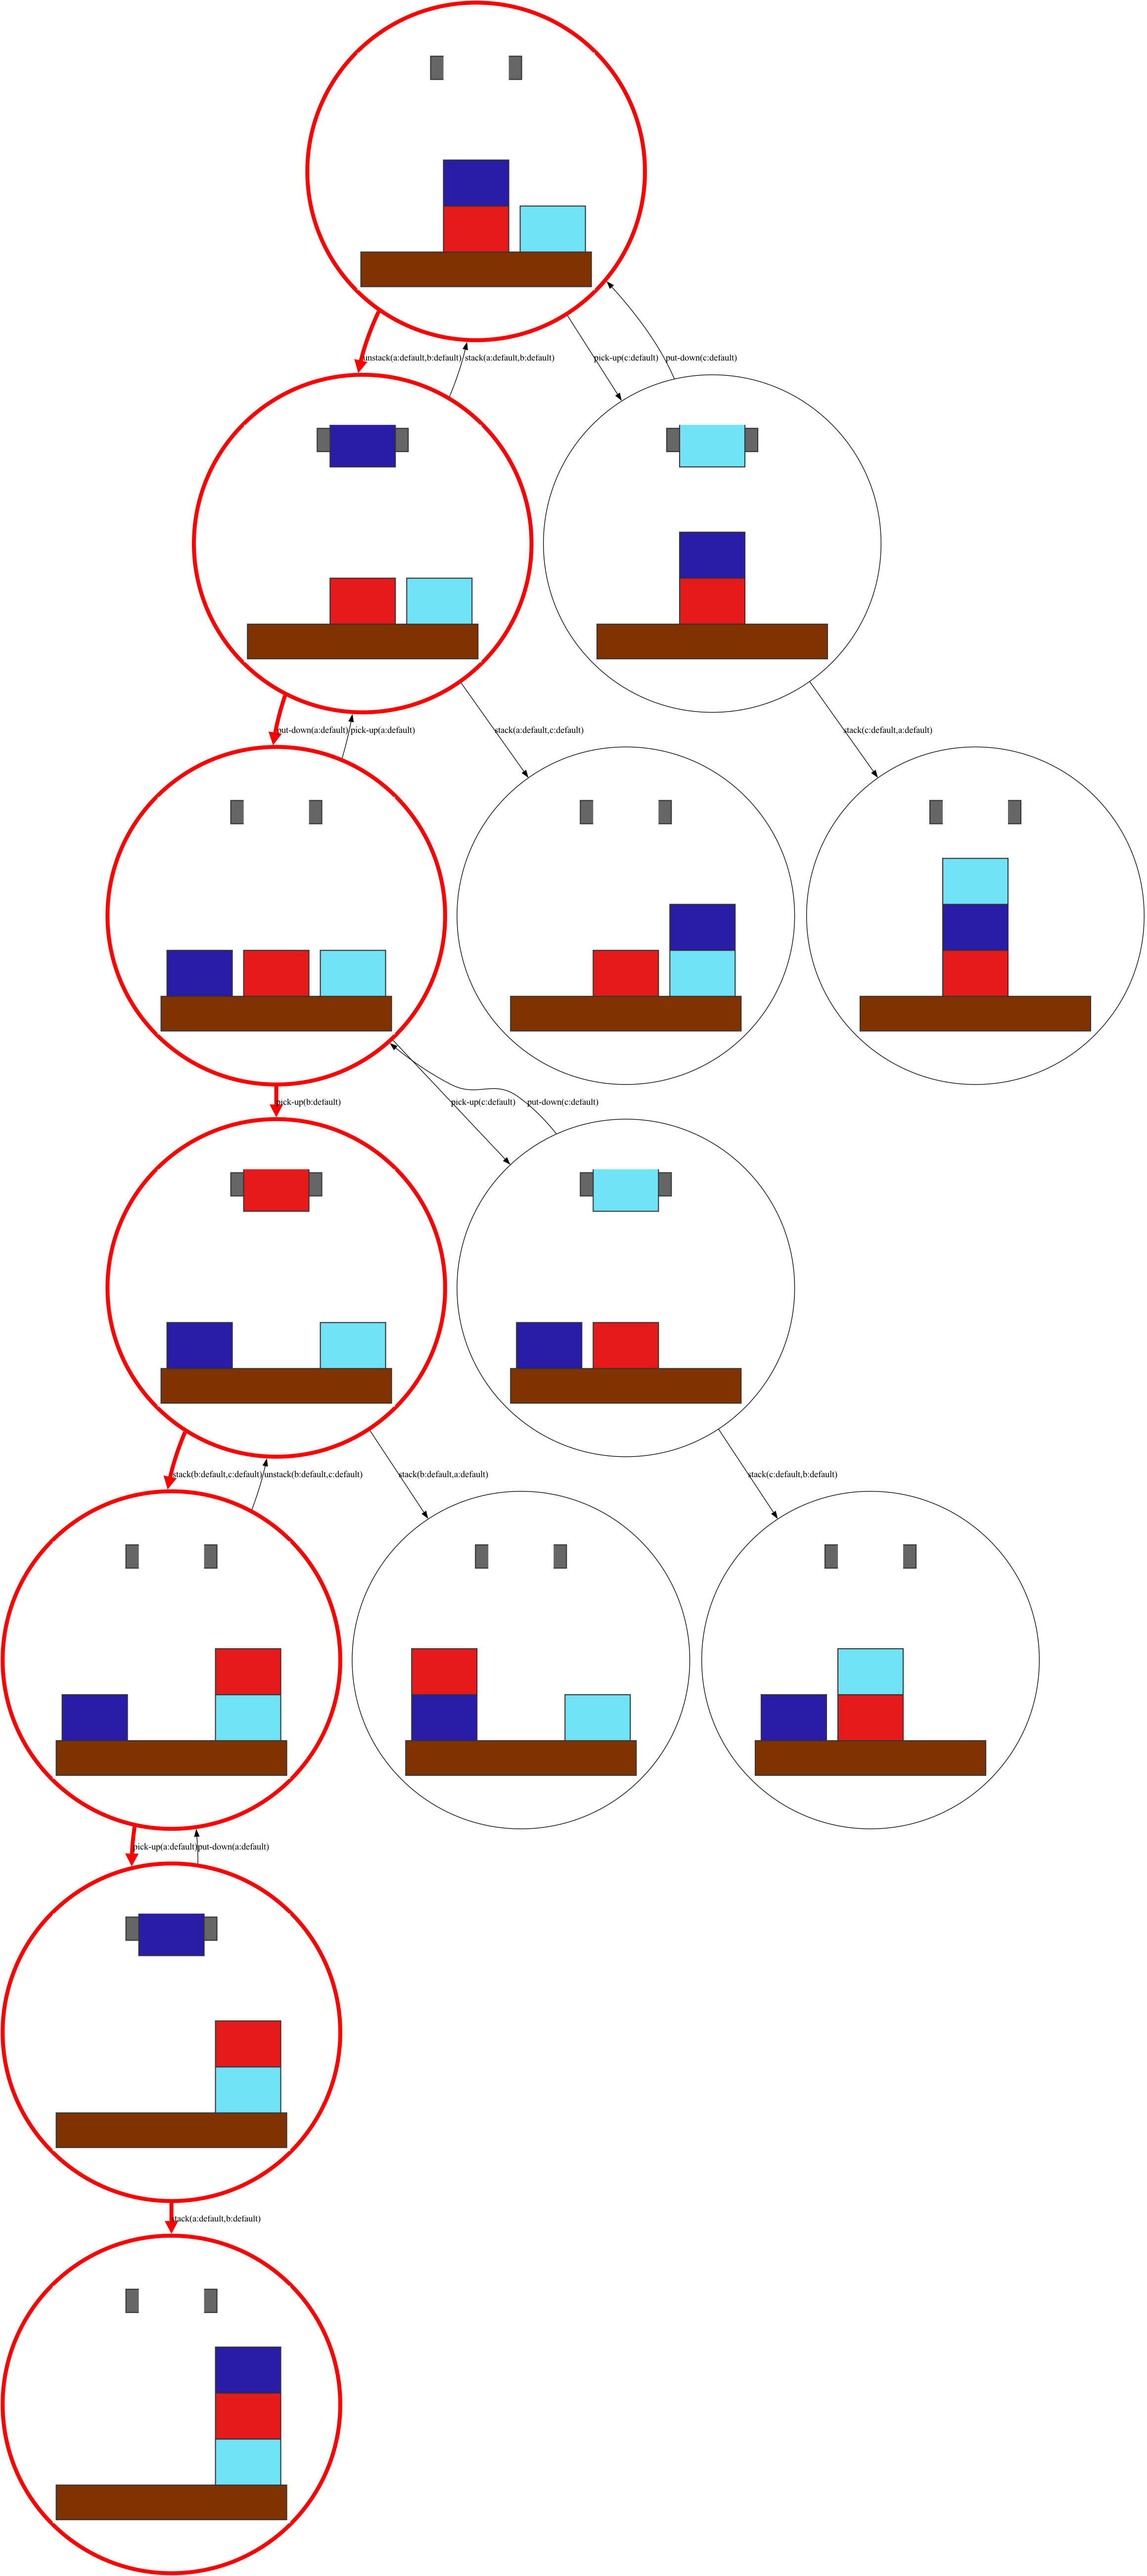 unstack(a:default,b:default)
stack(a:default,b:default)
pick-up(c:default)
put-down(c:default)
put-down(a:default)
pick-up(a:default)
stack(a:default,c:default)
stack(c:default,a:default)
pick-up(b:default)
pick-up(c:default)
put-down(c:default)
stack(b:default,c:default)
unstack(b:default,c:default)
stack(b:default,a:default)
stack(c:default,b:default)
pick-up(a:default)
put-down(a:default)
stack(a:default,b:default)